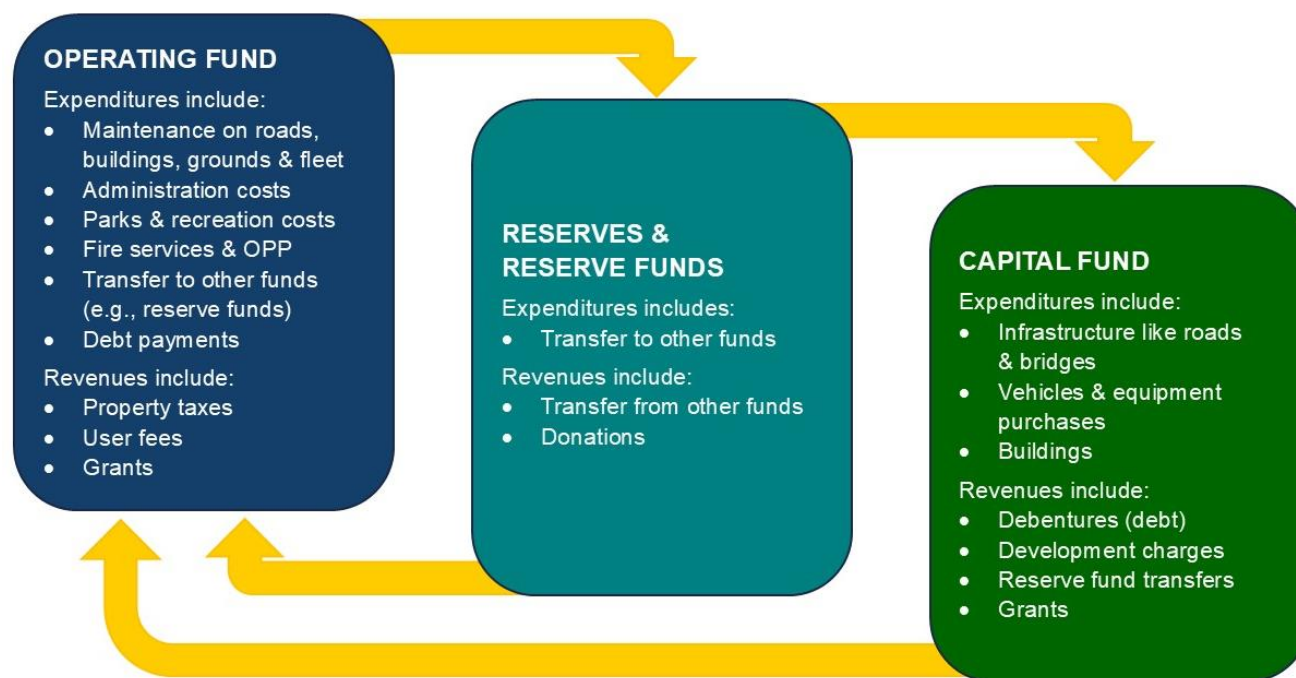 OPERATING FUND
Expenditures include:
• Maintenance on roads,
buildings, grounds & fleet
• Administration costs
• Parks & recreation costs
• Fire services & OPP
• Transfer to other funds
(e.g., reserve funds)
• Debt payments
Revenues include:
• Property taxes
• User fees
• Grants
RESERVES &
RESERVE FUNDS
Expenditures includes:
• Transfer to other funds
Revenues include:
• Transfer from other funds
• Donations
CAPITAL FUND
Expenditures include:
• Infrastructure like roads
& bridges
• Vehicles & equipment
purchases
• Buildings
Revenues include:
• Debentures (debt)
• Development charges
• Reserve fund transfers
• Grants